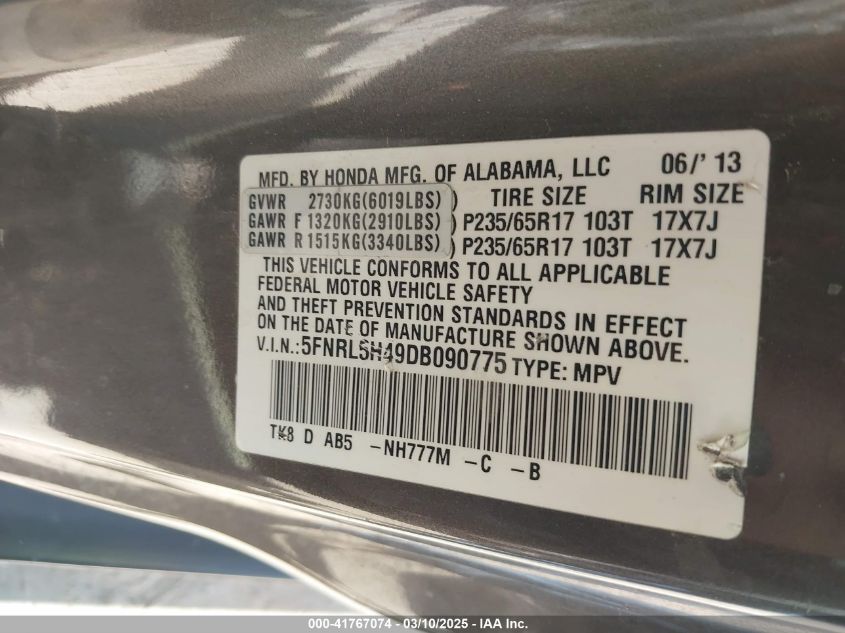 MFD. BY HONDA MFG. OF ALABAMA, LLC 06/' 13
GVWR 2730KG(6019LBS) ) TIRE SIZE RIM SIZE
GAWR F 1320KG(2910LBS) ) P235/65R17 103T 17X7J
GAWR R 1515KG(3340LBS) ) P235/65R17 103T 17X7J
THIS VEHICLE CONFORMS TO ALL APPLICABLE
FEDERAL MOTOR VEHICLE SAFETY
AND THEFT PREVENTION STANDARDS IN EFFECT
ON THE DATE OF MANUFACTURE SHOWN ABOVE.
V.I.N.:5FNRL5H49DB090775 TYPE: MPV
TK8 D AB5 -NH777M -C -B
000-41767074 - 03/10/2025 - © IAA Inc.